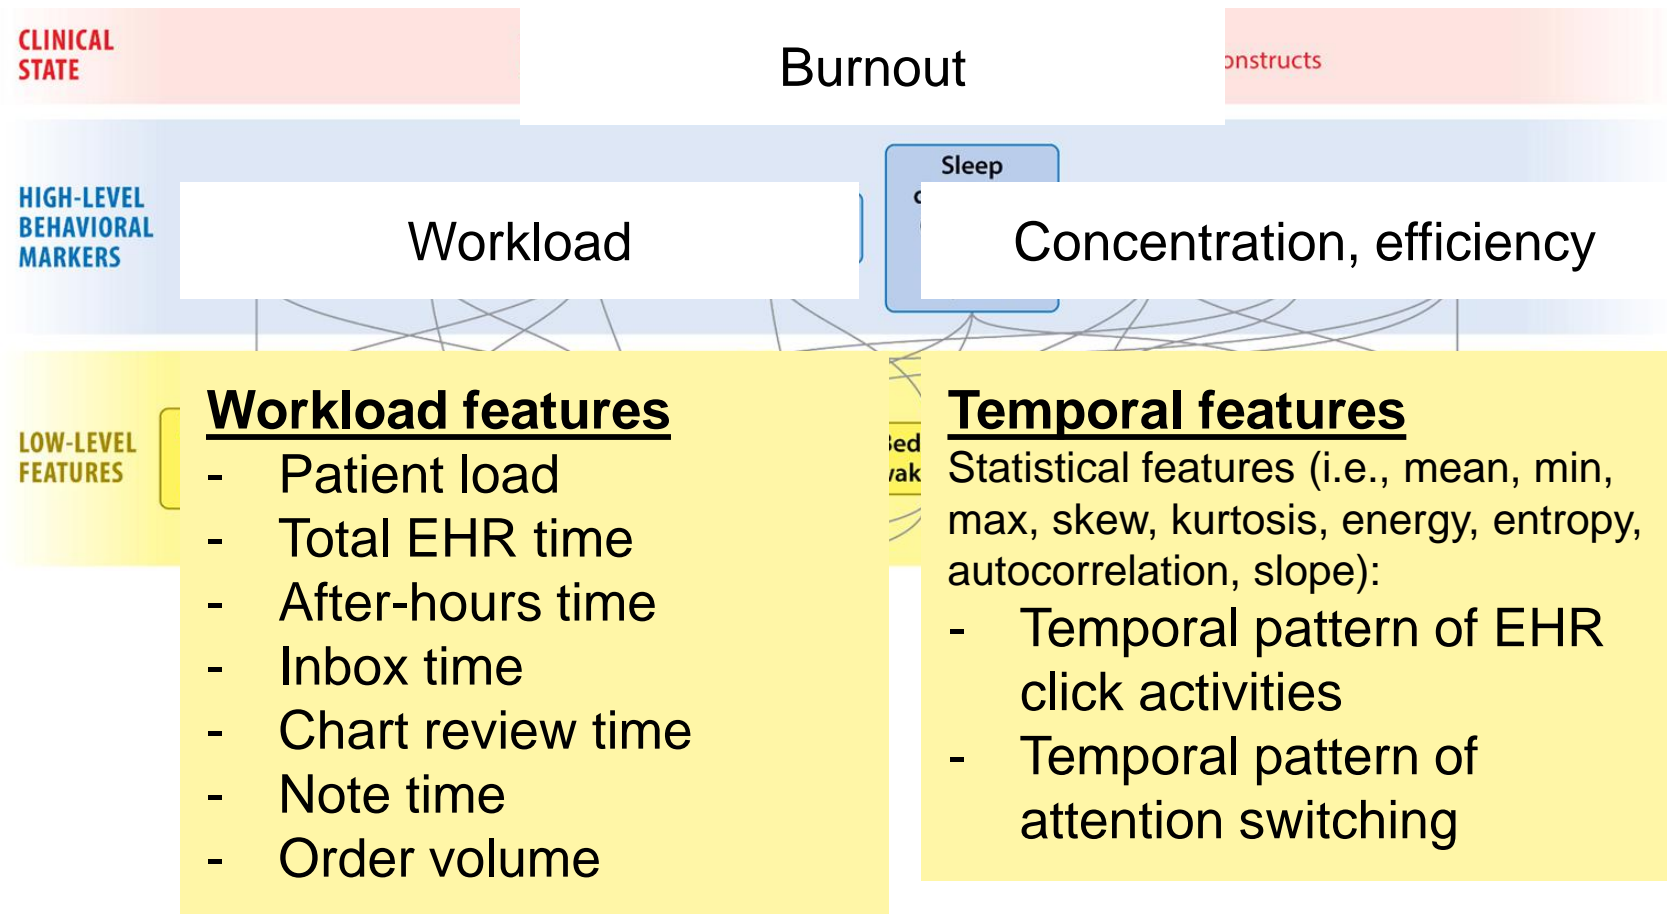 CLINICAL
STATE
Burnout
onstructs
Sleep
HIGH-LEVEL
BEHAVIORAL
MARKERS
Workload
Concentration, efficiency
LOW-LEVEL
FEATURES
Workload features
- Patient load
- Total EHR time
- After-hours time
- Inbox time
- Chart review time
- Note time
- Order volume
Temporal features
Statistical features (i.e., mean, min,
max, skew, kurtosis, energy, entropy,
autocorrelation, slope):
- Temporal pattern of EHR
click activities
- Temporal pattern of
attention switching